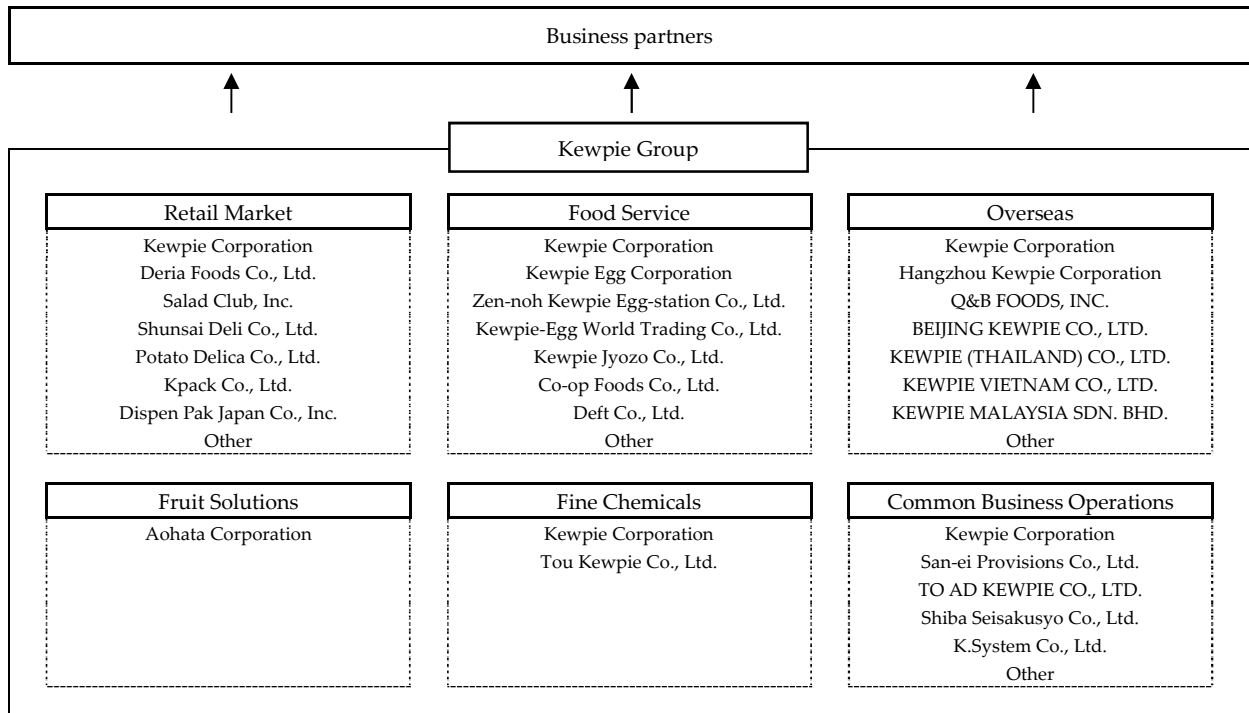 Business partners
Kewpie Group
Retail Market
Kewpie Corporation
Deria Foods Co., Ltd.
Salad Club, Inc.
Shunsai Deli Co., Ltd.
Potato Delica Co., Ltd.
Kpack Co., Ltd.
Dispen Pak Japan Co., Inc.
Other
Food Service
Kewpie Corporation
Kewpie Egg Corporation
Zen-noh Kewpie Egg-station Co., Ltd.
Kewpie-Egg World Trading Co., Ltd.
Kewpie Jyozo Co., Ltd.
Co-op Foods Co., Ltd.
Deft Co., Ltd.
Other
Overseas
Kewpie Corporation
Hangzhou Kewpie Corporation
Q&B FOODS, INC.
BEIJING KEWPIE CO., LTD.
KEWPIE (THAILAND) CO., LTD.
KEWPIE VIETNAM CO., LTD.
KEWPIE MALAYSIA SDN. BHD.
Other
Fruit Solutions
Aohata Corporation
Fine Chemicals
Kewpie Corporation
Tou Kewpie Co., Ltd.
Common Business Operations
Kewpie Corporation
San-ei Provisions Co., Ltd.
TO AD KEWPIE CO., LTD.
Shiba Seisakusyo Co., Ltd.
K.System Co., Ltd.
Other